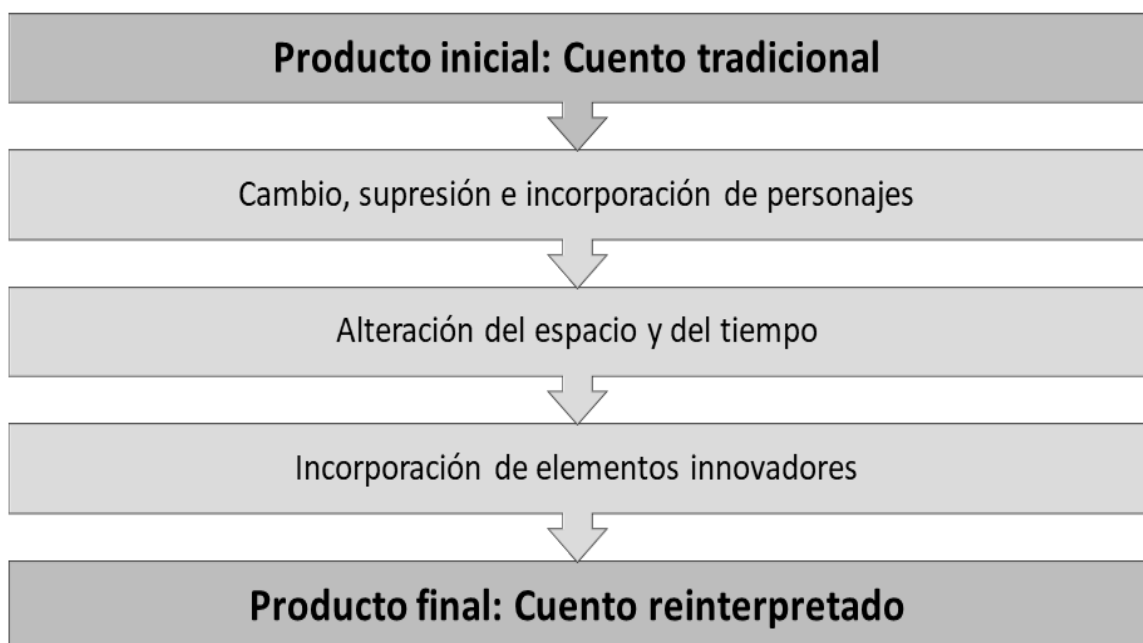 Producto inicial: Cuento tradicional
Cambio, supresión e incorporación de personajes
Alteración del espacio y del tiempo
Incorporación de elementos innovadores
Producto final: Cuento reinterpretado